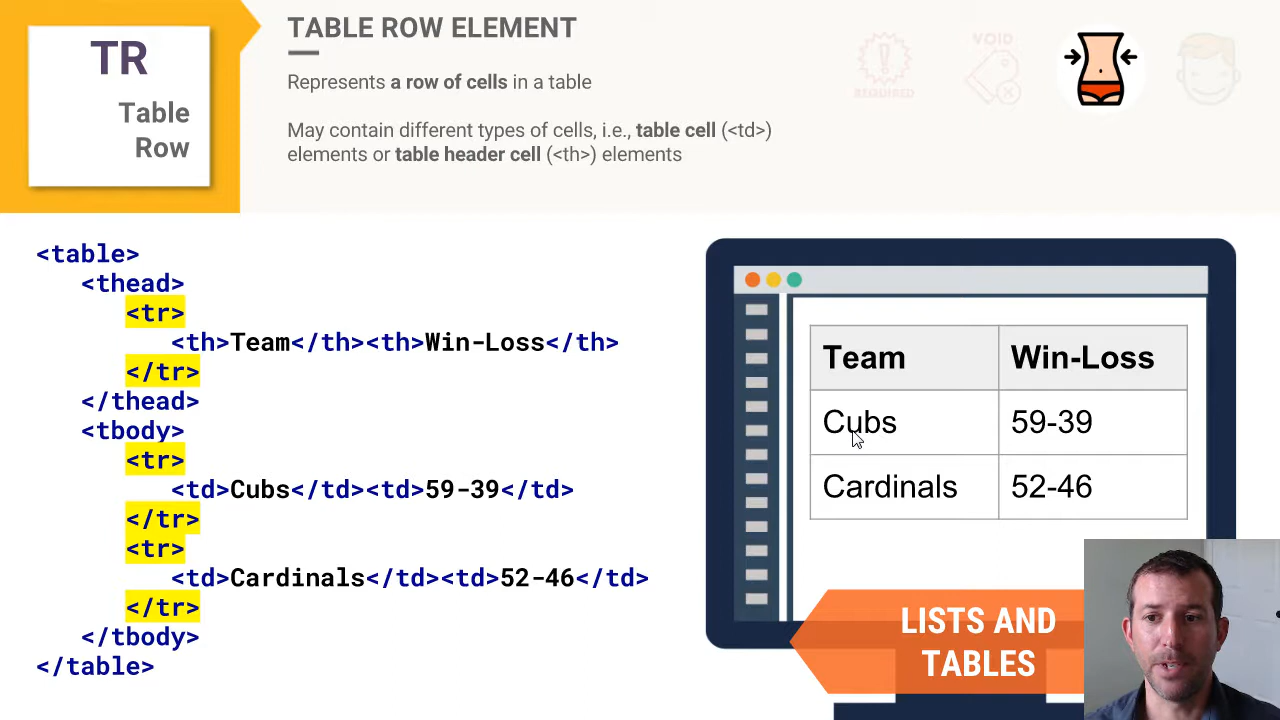 TR
Table
Row
TABLE ROW ELEMENT
Represents a row of cells in a table
May contain different types of cells, i.e., table cell (<td>)
elements or table header cell (<th>) elements
REQUIRED
VOID
<table>
<thead>
<tr>
<th>Team</th><th>Win-Loss</th>
</tr>
</thead>
<tbody>
<tr>
<td>Cubs</td><td>59-39</td>
</tr>
<tr>
<td>Cardinals</td><td>52-46</td>
</tr>
</tbody>
</table>
Team Win-Loss
Cubs 59-39
Cardinals 52-46
LISTS AND
TABLES